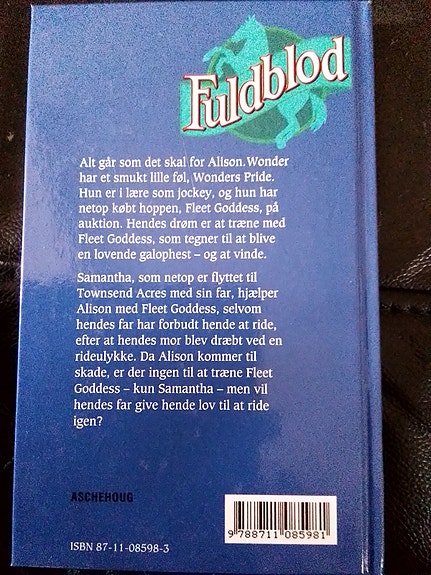 Fuldblod
Alt går som det skal for Alison. Wonder
har et smukt lille føl, Wonders Pride.
Hun er i lære som jockey, og hun har
netop købt hoppen, Fleet Goddess, på
auktion. Hendes drøm er at træne med
Fleet Goddess, som tegner til at blive
en lovende galophest – og at vinde.
Samantha, som netop er flyttet til
Townsend Acres med sin far, hjælper
Alison med Fleet Goddess, selvom
hendes far har forbudt hende at ride,
efter at hendes mor blev dræbt ved en
rideulykke. Da Alison kommer til
skade, er der ingen til at træne Fleet
Goddess – kun Samantha – men vil
hendes far give hende lov til at ride
igen?
ASCHEHOUG
9 788711 085981
ISBN 87-11-08598-3